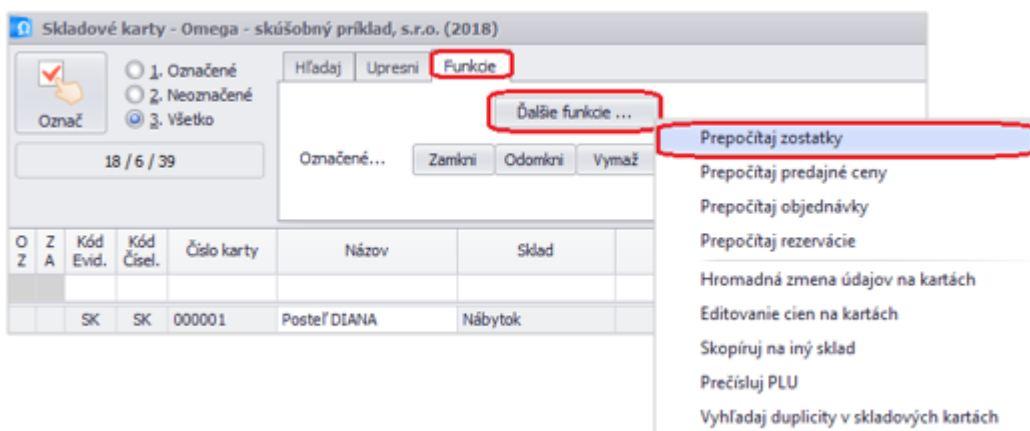 Skladové karty - Omega - skúšobný príklad, s.r.o. (2018)
Označ
1. Označené
2. Neoznačené
3. Všetko
18 / 6 / 39
Hľadaj Upresni Funkcie
Ďalšie funkcie ...
Označené... Zamkni Odomkni Vymaž
Prepočítaj zostatky
Prepočítaj predajné ceny
Prepočítaj objednávky
Prepočítaj rezervácie
Hromadná zmena údajov na kartách
Editovanie cien na kartách
Skopíruj na iný sklad
Prečísluj PLU
Vyhľadaj duplicity v skladových kartách
O Z Z A Kód Evid. Kód Čísel. Číslo karty Názov Sklad
SK SK 000001 Posteľ DIANA Nábytok